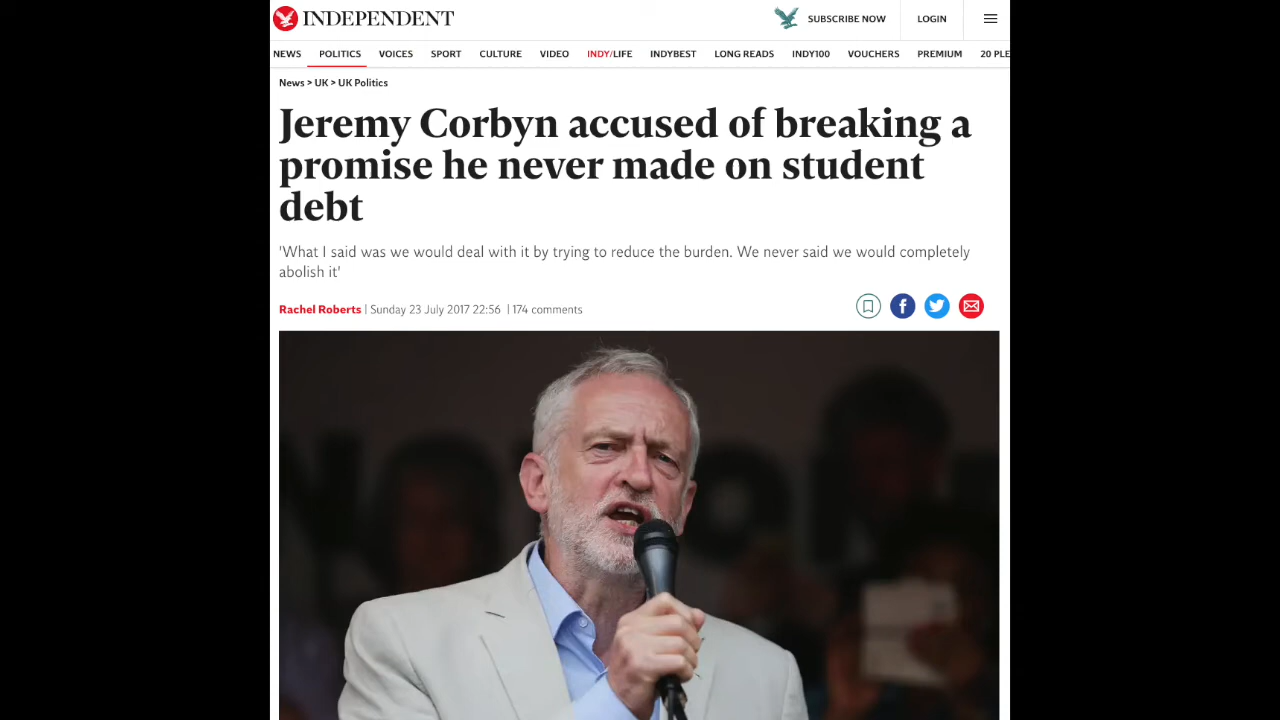 INDEPENDENT
SUBSCRIBE NOW
LOGIN
NEWS POLITICS VOICES SPORT CULTURE VIDEO INDY/LIFE INDYBEST LONG READS INDY100 VOUCHERS PREMIUM 20 PLE
News > UK > UK Politics
Jeremy Corbyn accused of breaking a
promise he never made on student
debt
'What I said was we would deal with it by trying to reduce the burden. We never said we would completely
abolish it'
Rachel Roberts | Sunday 23 July 2017 22:56 | 174 comments